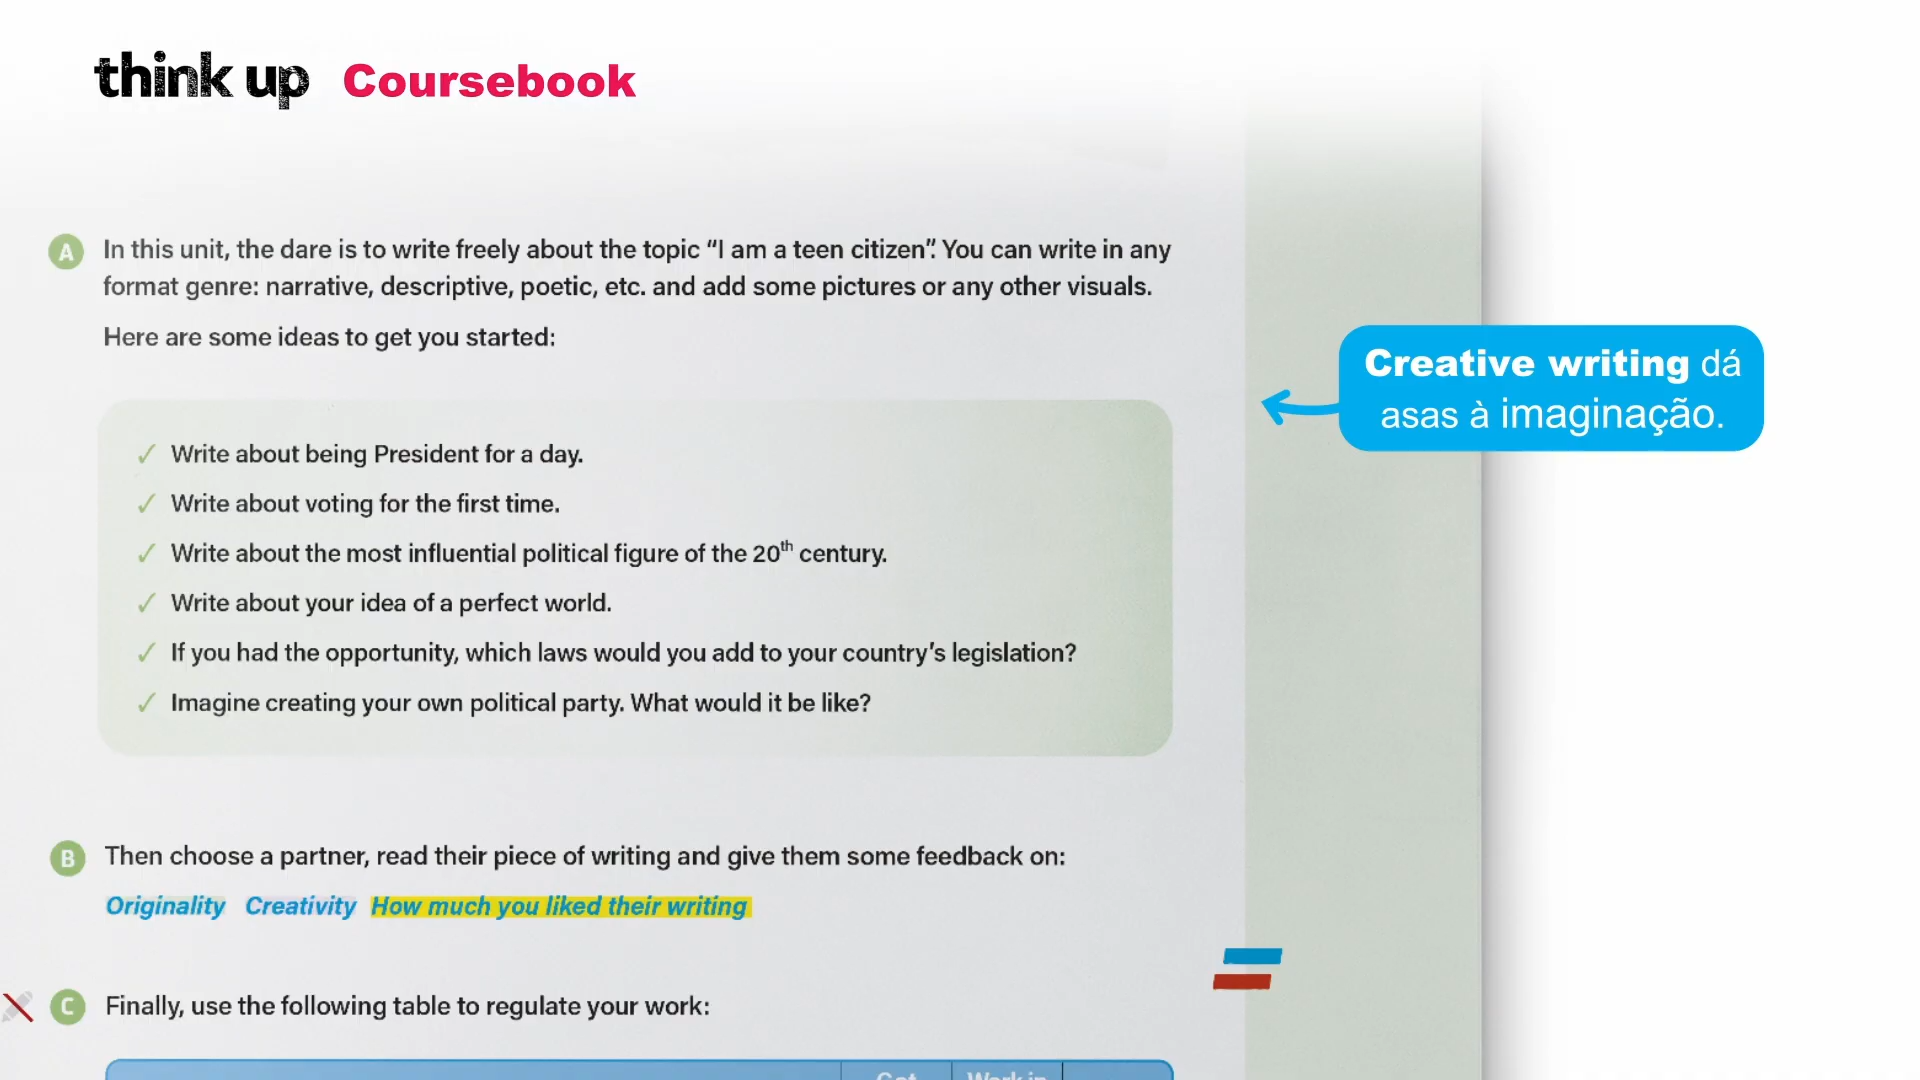 think up Coursebook
A In this unit, the dare is to write freely about the topic “I am a teen citizen”. You can write in any
format genre: narrative, descriptive, poetic, etc. and add some pictures or any other visuals.
Here are some ideas to get you started:
✓ Write about being President for a day.
✓ Write about voting for the first time.
✓ Write about the most influential political figure of the 20th century.
✓ Write about your idea of a perfect world.
✓ If you had the opportunity, which laws would you add to your country’s legislation?
✓ Imagine creating your own political party. What would it be like?
Creative writing dá
asas à imaginação.
B Then choose a partner, read their piece of writing and give them some feedback on:
Originality Creativity How much you liked their writing
C Finally, use the following table to regulate your work: